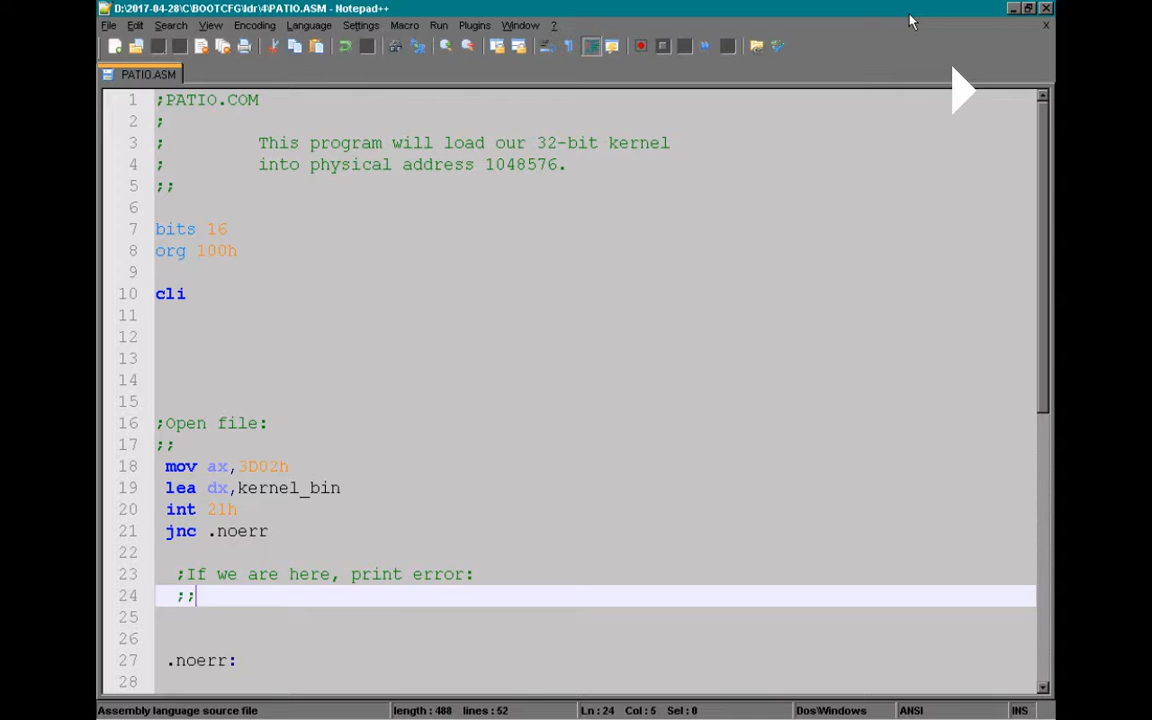 D:\2017-04-28\C\BOOTCFG\ldr\4\PATIO.ASM - Notepad++
File Edit Search View Encoding Language Settings Macro Run Plugins Window ?
X
PATIO.ASM
1 ;PATIO.COM
2 ;
3 ; This program will load our 32-bit kernel
4 ; into physical address 1048576.
5 ;;
6
7 bits 16
8 org 100h
9
10 cli
11
12
13
14
15
16 ;Open file:
17 ;;
18 mov ax,3D02h
19 lea dx,kernel_bin
20 int 21h
21 jnc .noerr
22
23 ;If we are here, print error:
24 ;;
25
26
27 .noerr:
28
Assembly language source file length : 488 lines : 52 Ln : 24 Col : 5 Sel : 0 Dos\Windows ANSI INS